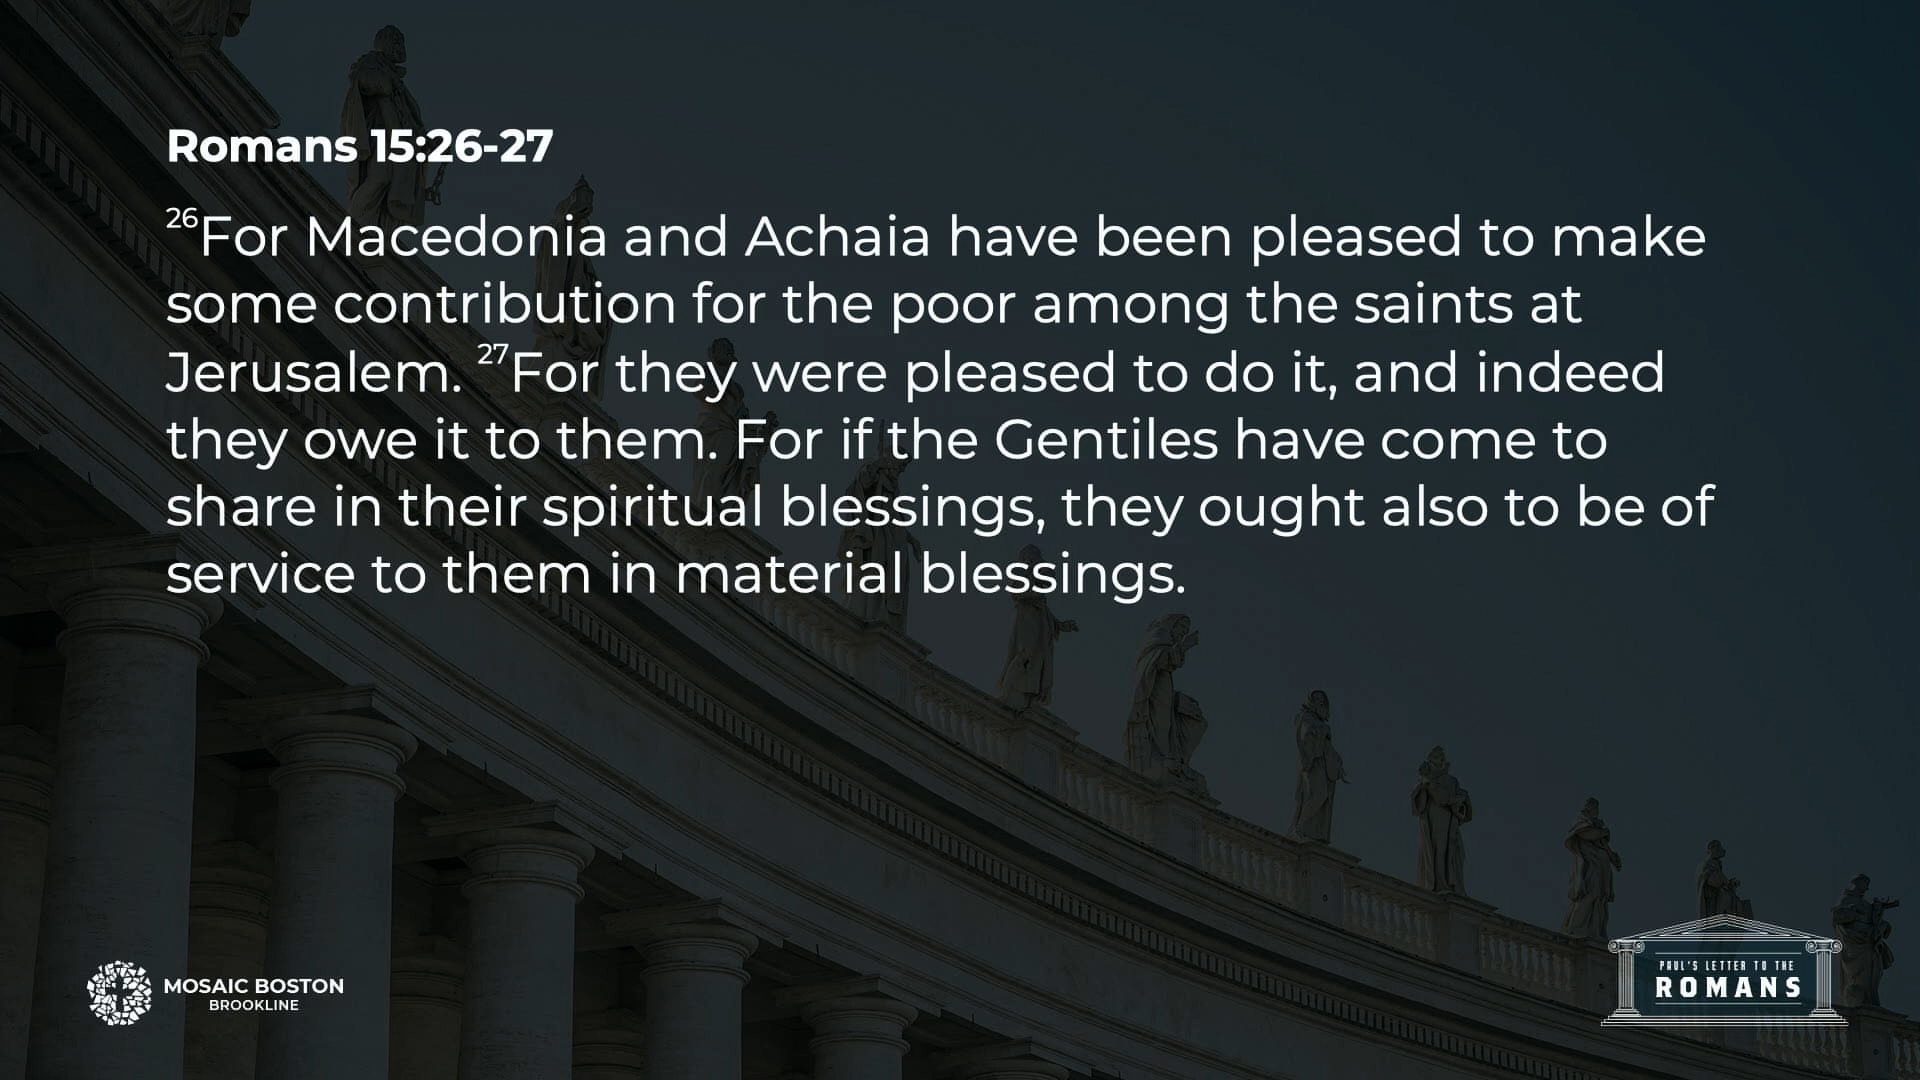 Romans 15:26-27
26For Macedonia and Achaia have been pleased to make
some contribution for the poor among the saints at
Jerusalem. 27For they were pleased to do it, and indeed
they owe it to them. For if the Gentiles have come to
share in their spiritual blessings, they ought also to be of
service to them in material blessings.
MOSAIC BOSTON
BROOKLINE
PAUL'S LETTER TO THE
ROMANS